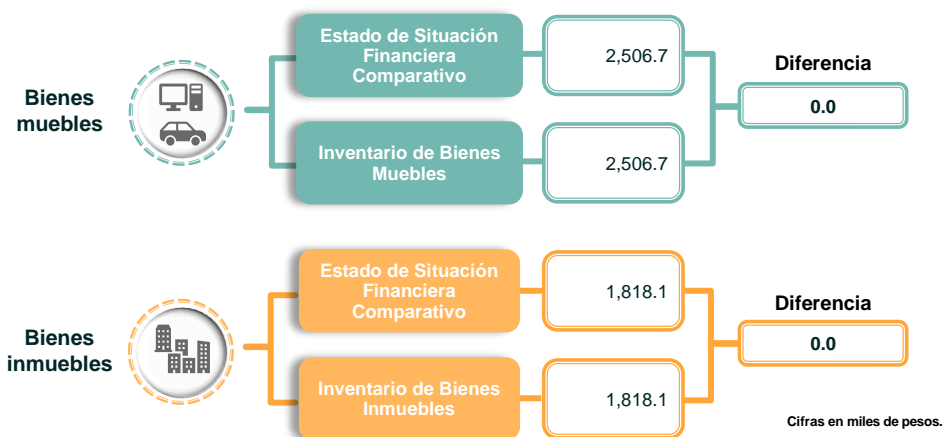 Bienes
muebles
Estado de Situación
Financiera
Comparativo
2,506.7
Inventario de Bienes
Muebles
2,506.7
Diferencia
0.0
Bienes
inmuebles
Estado de Situación
Financiera
Comparativo
1,818.1
Inventario de Bienes
Inmuebles
1,818.1
Diferencia
0.0
Cifras en miles de pesos.